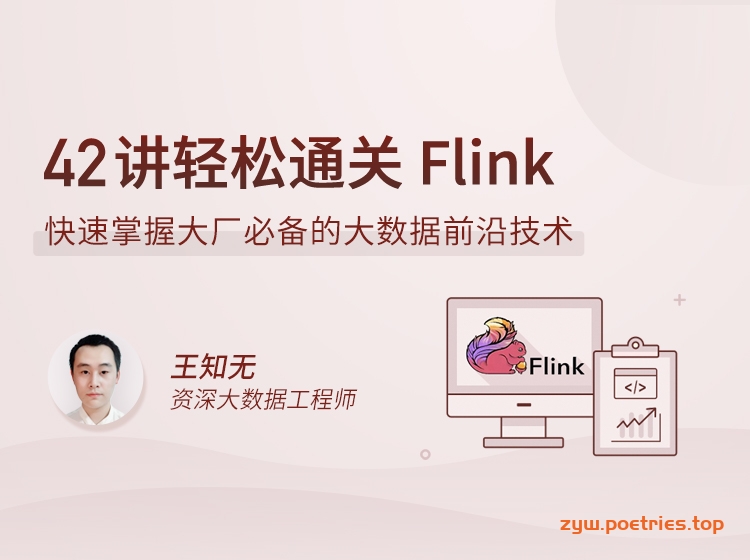 42讲轻松通关 Flink
快速掌握大厂必备的大数据前沿技术
王知无
资深大数据工程师
Flink
</>
zyw.poetries.top